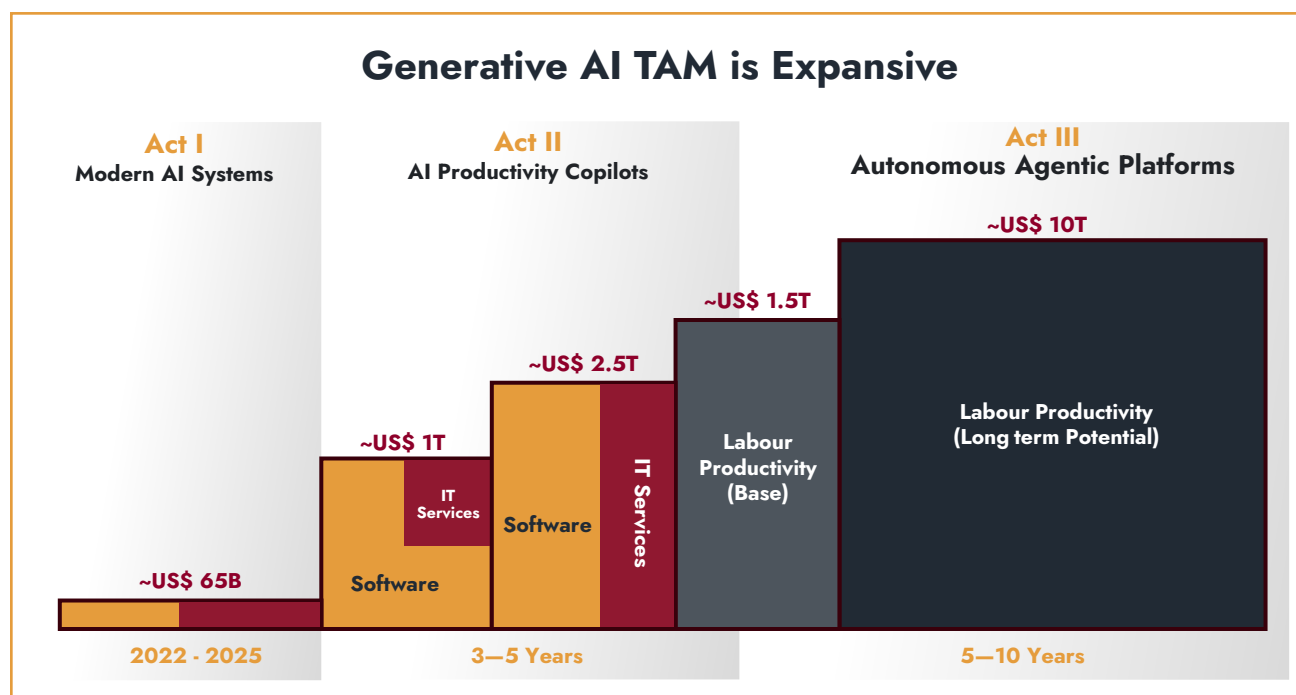 Generative AI TAM is Expansive
Act I
Modern AI Systems
Act II
AI Productivity Copilots
Act III
Autonomous Agentic Platforms
~US$ 65B
~US$ 1T
IT
Services
Software
~US$ 2.5T
Software
IT Services
~US$ 1.5T
Labour
Productivity
(Base)
~US$ 10T
Labour Productivity
(Long term Potential)
2022 - 2025
3—5 Years
5—10 Years